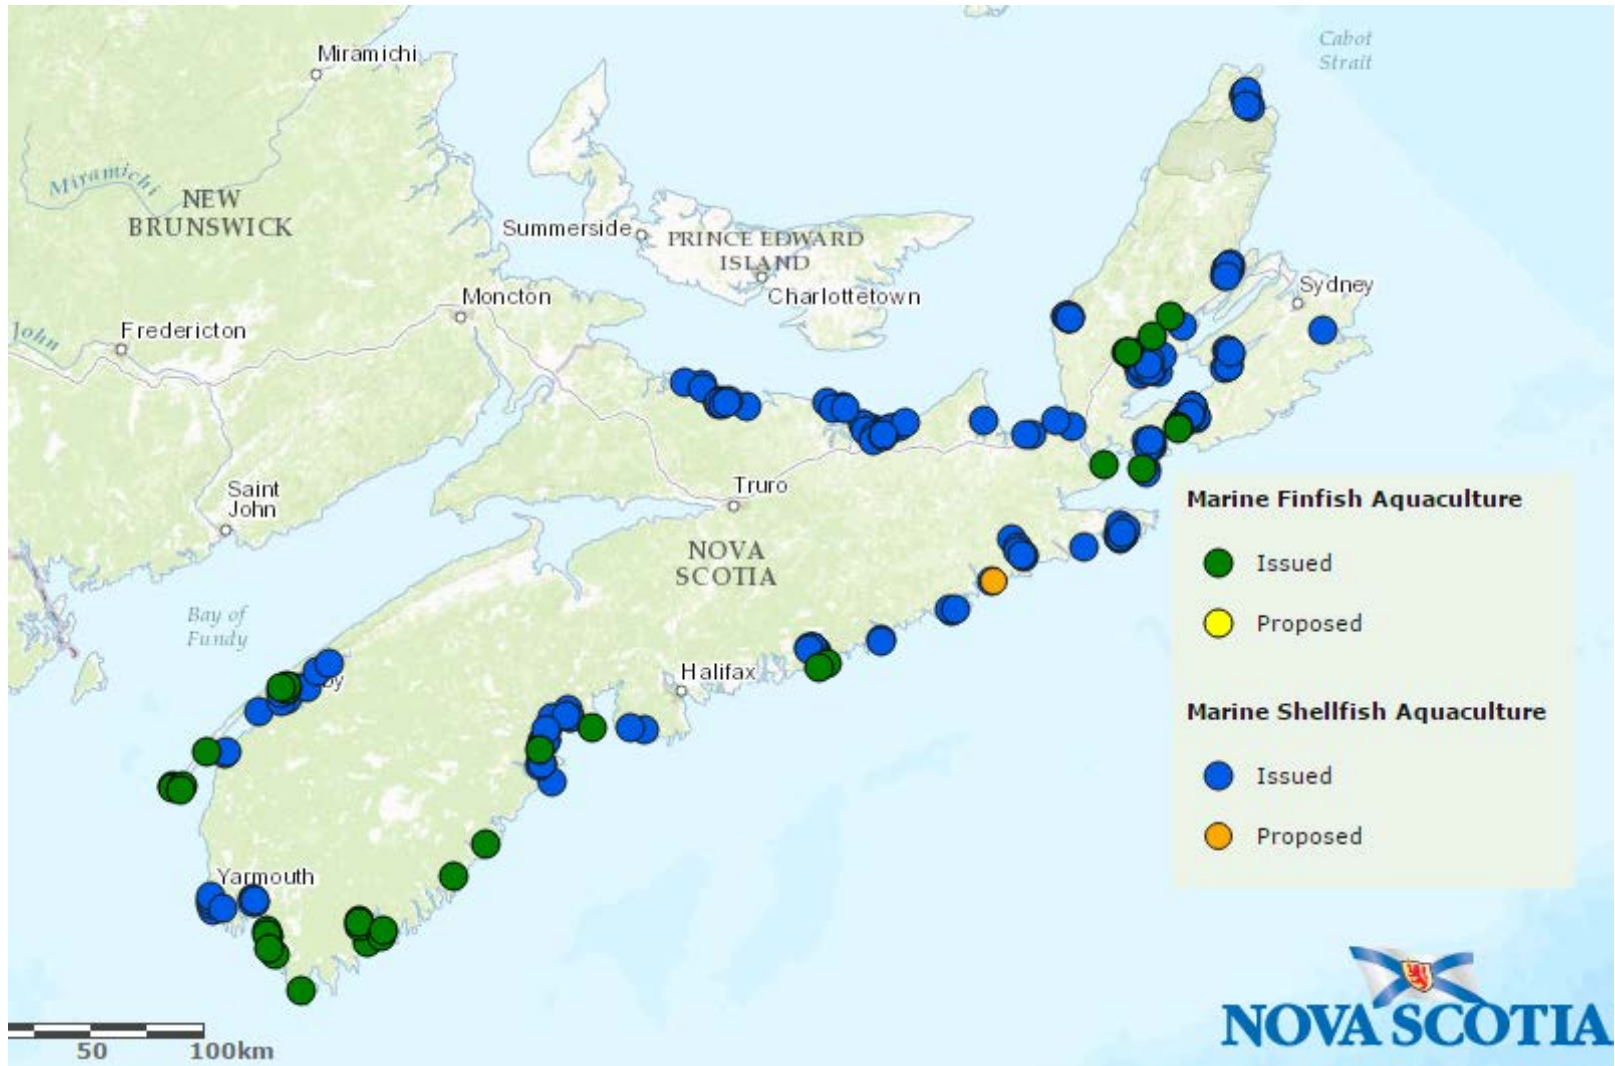 Cabot
Strait
Miramichi
Miramichi
NEW
BRUNSWICK
Summerside
PRINCE EDWARD
ISLAND
Charlottetown
Sydney
Moncton
John
Fredericton
Saint
John
Truro
NOVA
SCOTIA
Marine Finfish Aquaculture
Issued
Proposed
Bay of
Fundy
by
Halifax
Marine Shellfish Aquaculture
Issued
Proposed
Yarmouth
NOVA SCOTIA
50 100km